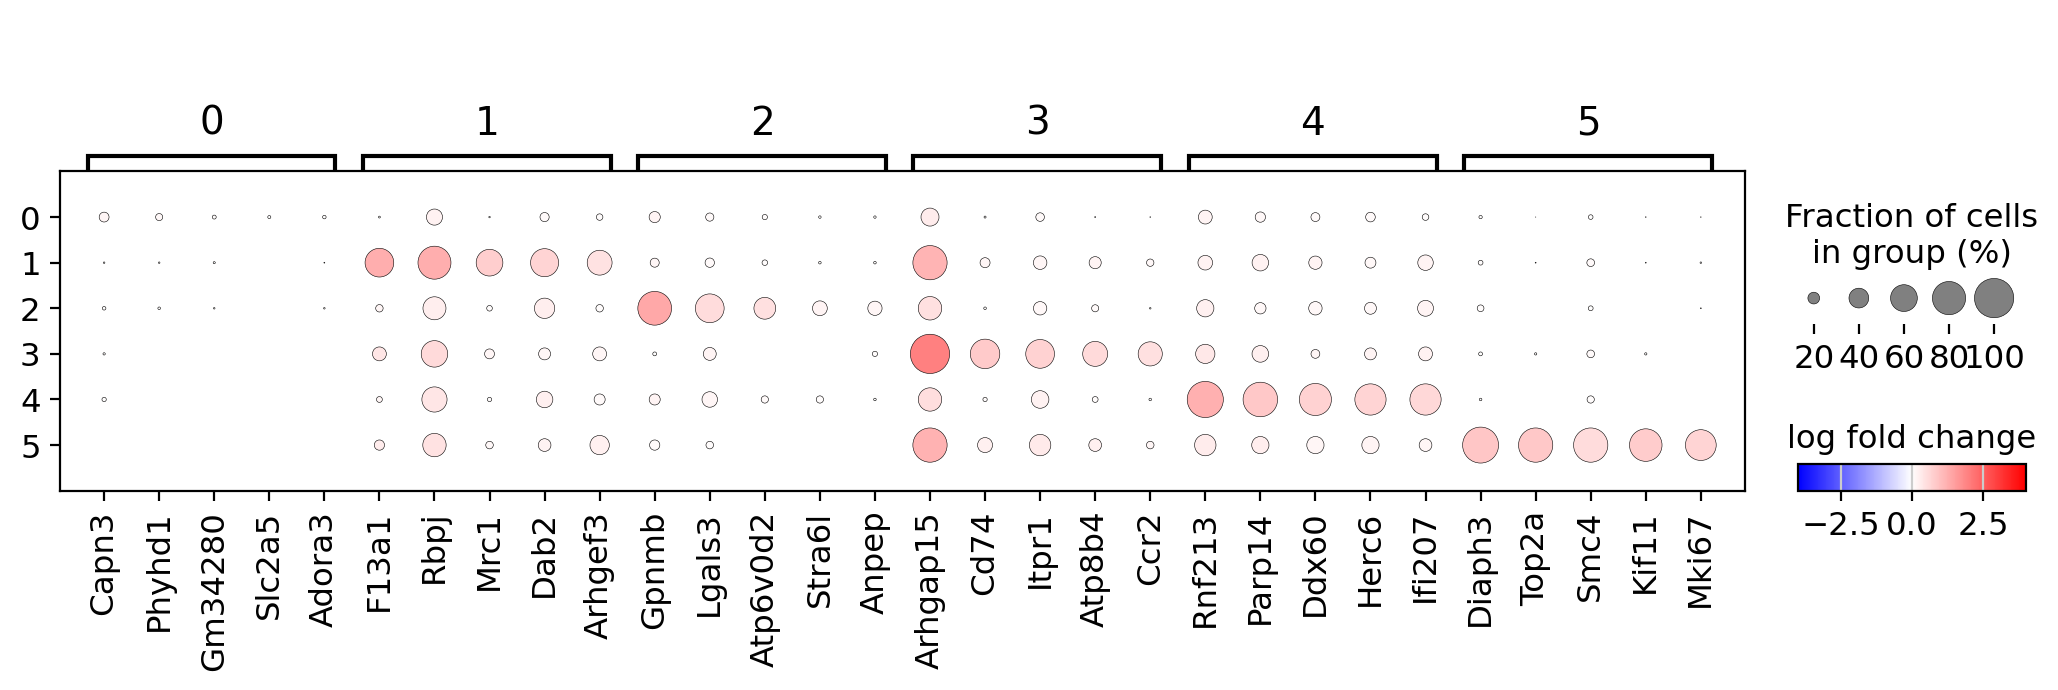 0 1 2 3 4 5
0
1
2
3
4
5
Capn3 Phyhd1 Gm34280 Slc2a5 Adora3 F13a1 Rbpj Mrc1 Dab2 Arhgef3 Gpnmb Lgals3 Atp6v0d2 Stra6l Anpep Arhgap15 Cd74 Itpr1 Atp8b4 Ccr2 Rnf213 Parp14 Ddx60 Herc6 Ifi207 Diaph3 Top2a Smc4 Kif11 Mki67
Fraction of cells
in group (%)
20 40 60 80 100
log fold change
−2.5 0.0 2.5